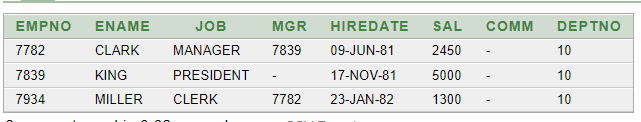 EMPNO ENAME JOB MGR HIREDATE SAL COMM DEPTNO
7782 CLARK MANAGER 7839 09-JUN-81 2450 - 10
7839 KING PRESIDENT - 17-NOV-81 5000 - 10
7934 MILLER CLERK 7782 23-JAN-82 1300 - 10